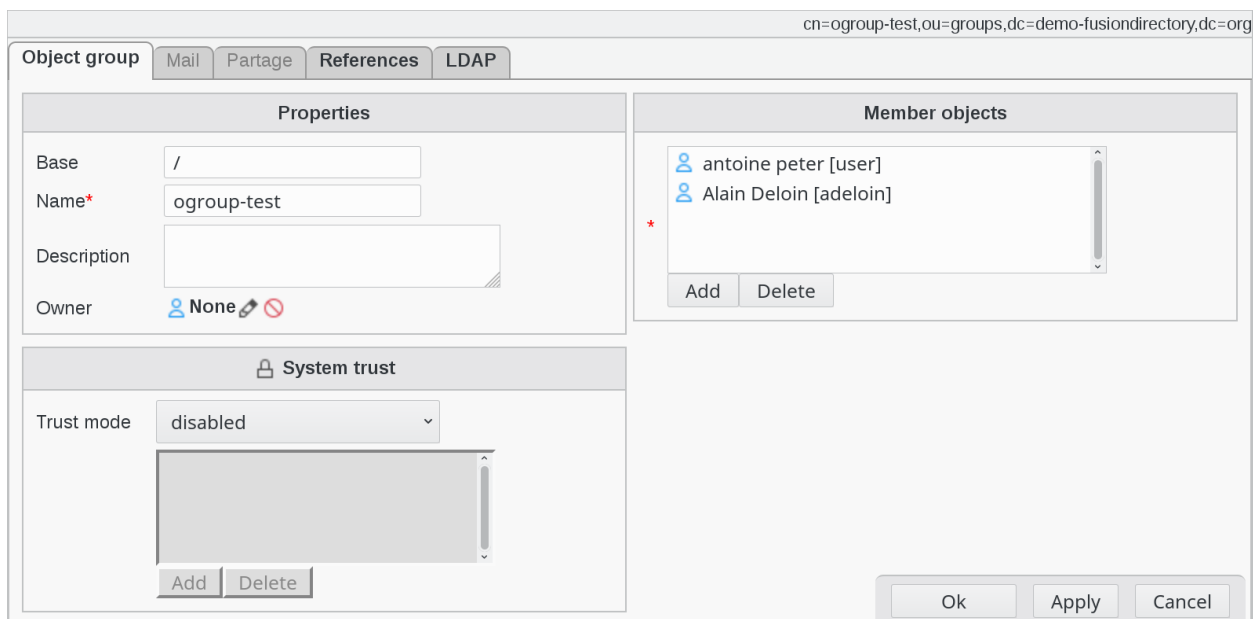 cn=ogroup-test,ou=groups,dc=demo-fusiondirectory,dc=org
Object group Mail Partage References LDAP
Properties
Base /
Name* ogroup-test
Description
Owner None
Member objects
antoine peter [user]
Alain Deloin [adeloin]
*
Add Delete
System trust
Trust mode disabled
Add Delete
Ok Apply Cancel